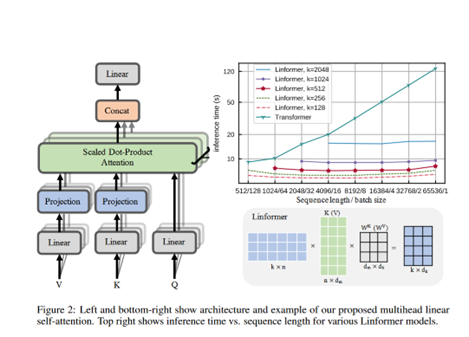 Linear
Concat
Scaled Dot-Product
Attention
Projection
Projection
Linear
Linear
Linear
V
K
Q
inference time (s)
120
50
20
10
Linformer, k=2048
Linformer, k=1024
Linformer, k=512
Linformer, k=256
Linformer, k=128
Transformer
512/128 1024/64 2048/32 4096/16 8192/8 16384/4 32768/2 65536/1
Sequence length / batch size
Linformer
K (V)
Wᴷ (Wⱽ)
×
×
=
k × n
n × dₘ
dₘ × dₖ
k × dₖ
Figure 2: Left and bottom-right show architecture and example of our proposed multihead linear
self-attention. Top right shows inference time vs. sequence length for various Linformer models.